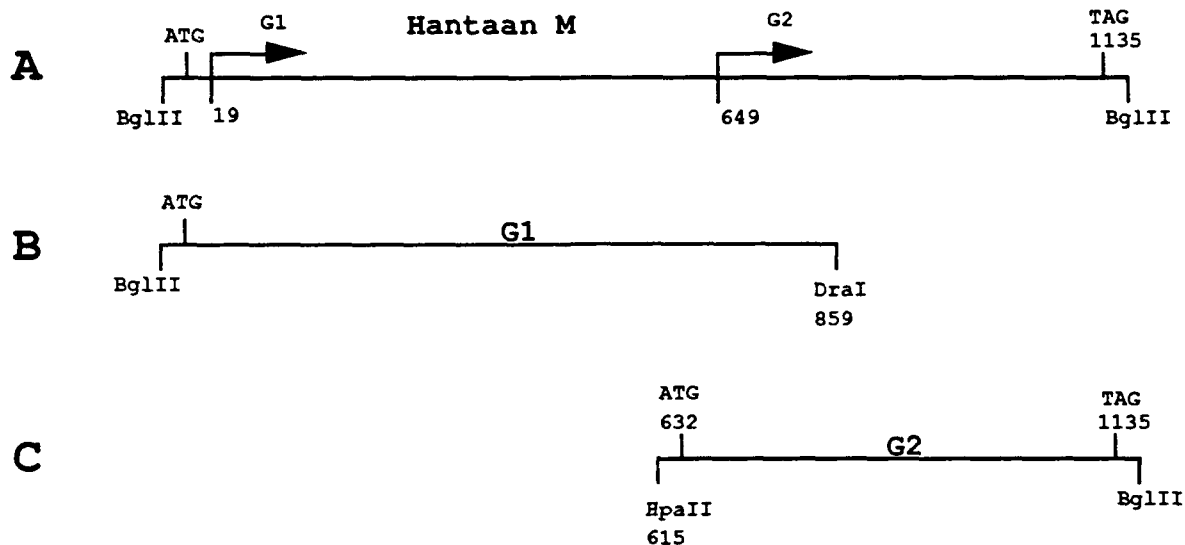 Hantaan M
A
ATG
G1
G2
TAG
1135
BglII
19
649
BglII
B
ATG
G1
BglII
DraI
859
C
ATG
632
G2
TAG
1135
HpaII
615
BglII